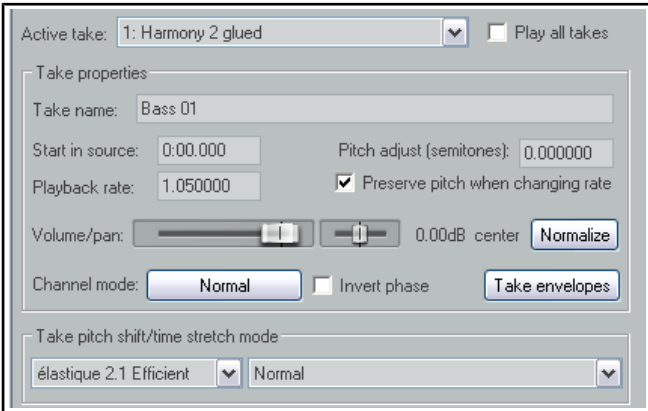 Active take: 1: Harmony 2 glued Play all takes
Take properties
Take name: Bass 01
Start in source: 0:00.000 Pitch adjust (semitones): 0.000000
Playback rate: 1.050000 Preserve pitch when changing rate
Volume/pan: 0.00dB center Normalize
Channel mode: Normal Invert phase Take envelopes
Take pitch shift/time stretch mode
élastique 2.1 Efficient Normal